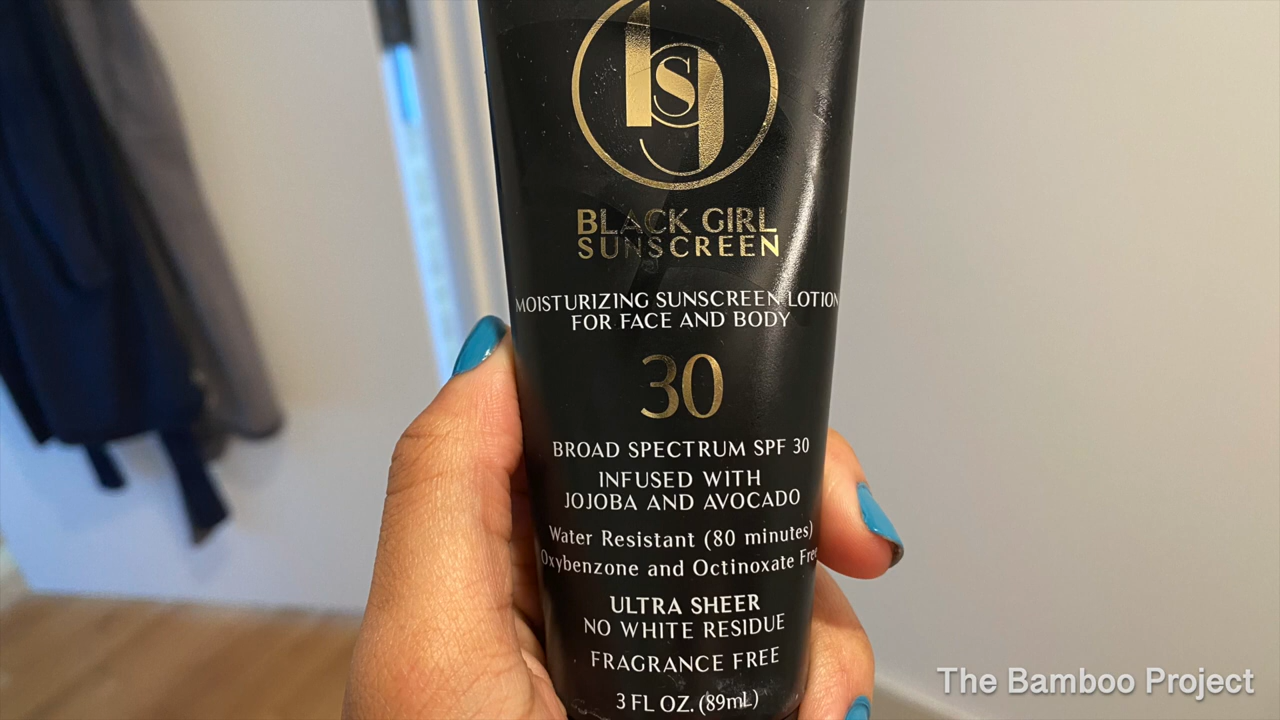 bsg
BLACK GIRL
SUNSCREEN
MOISTURIZING SUNSCREEN LOTION
FOR FACE AND BODY
30
BROAD SPECTRUM SPF 30
INFUSED WITH
JOJOBA AND AVOCADO
Water Resistant (80 minutes)
Oxybenzone and Octinoxate Free
ULTRA SHEER
NO WHITE RESIDUE
FRAGRANCE FREE
3 FL OZ. (89mL)
The Bamboo Project